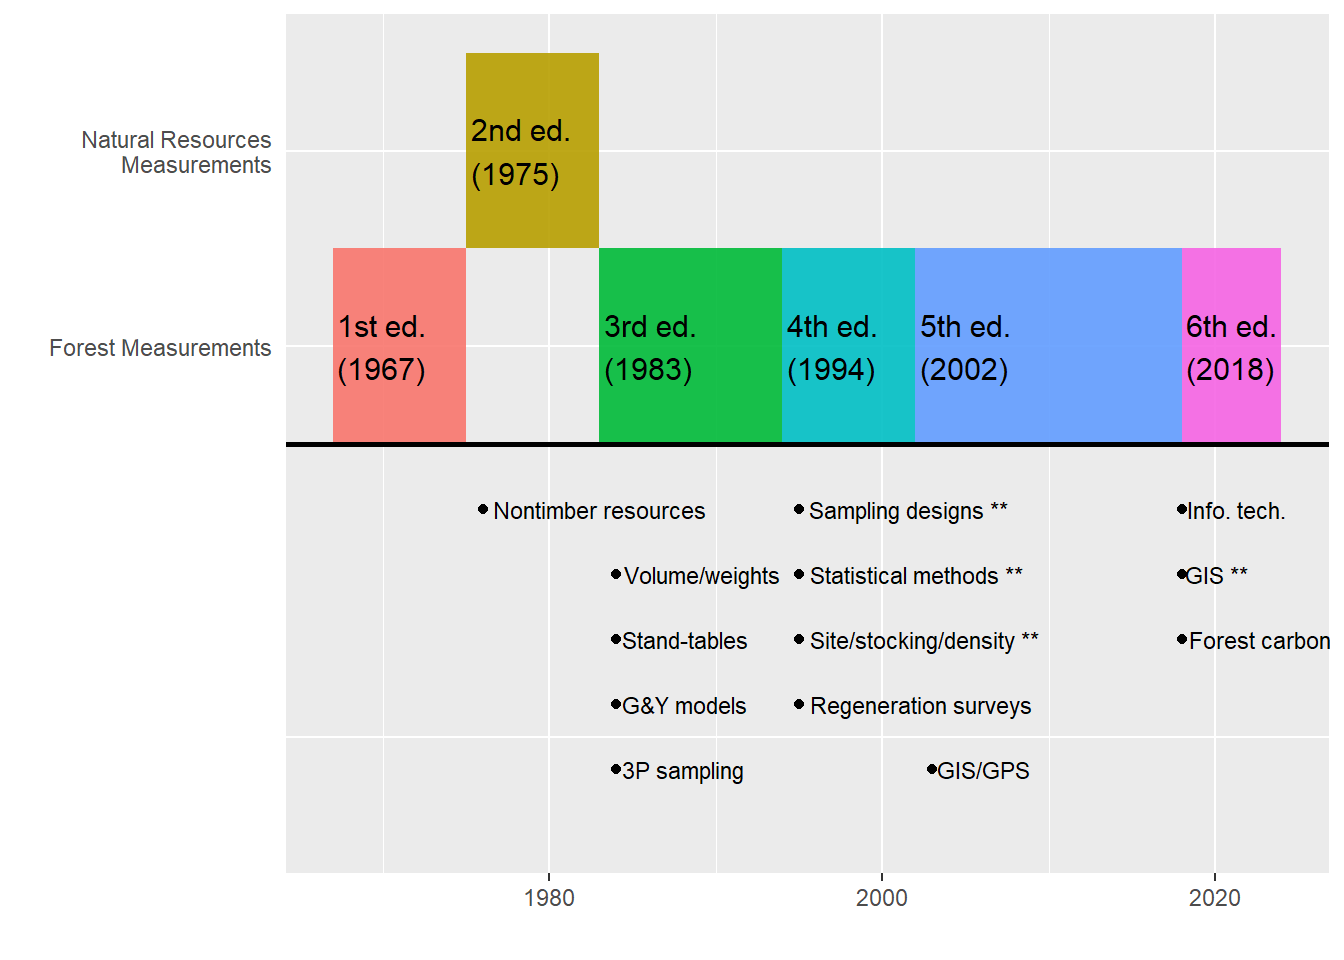 Natural Resources
Measurements
2nd ed.
(1975)
Forest Measurements
1st ed.
(1967)
3rd ed.
(1983)
4th ed.
(1994)
5th ed.
(2002)
6th ed.
(2018)
Nontimber resources
Sampling designs **
Info. tech.
Volume/weights
Statistical methods **
GIS **
Stand-tables
Site/stocking/density **
Forest carbon
G&Y models
Regeneration surveys
3P sampling
GIS/GPS
1980
2000
2020